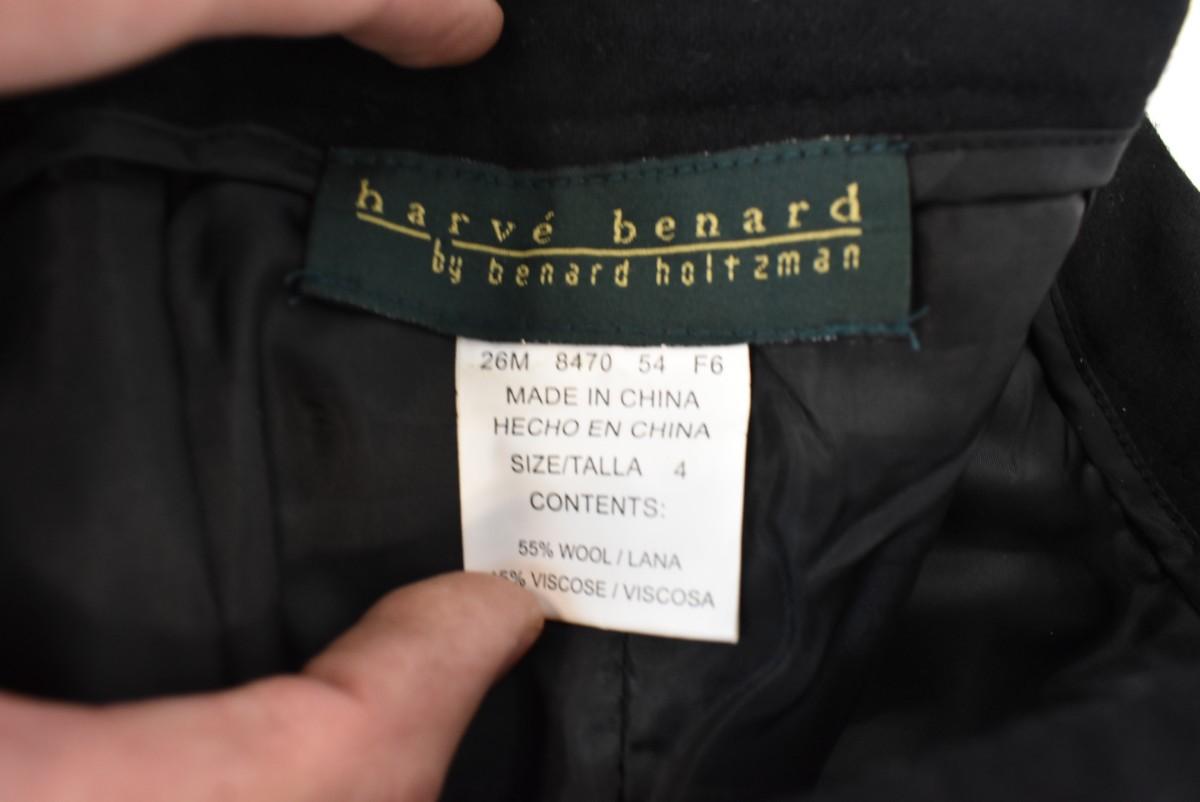 harvé benard
by benard holtzman
26M 8470 54 F6
MADE IN CHINA
HECHO EN CHINA
SIZE/TALLA 4
CONTENTS:
55% WOOL / LANA
5% VISCOSE / VISCOSA